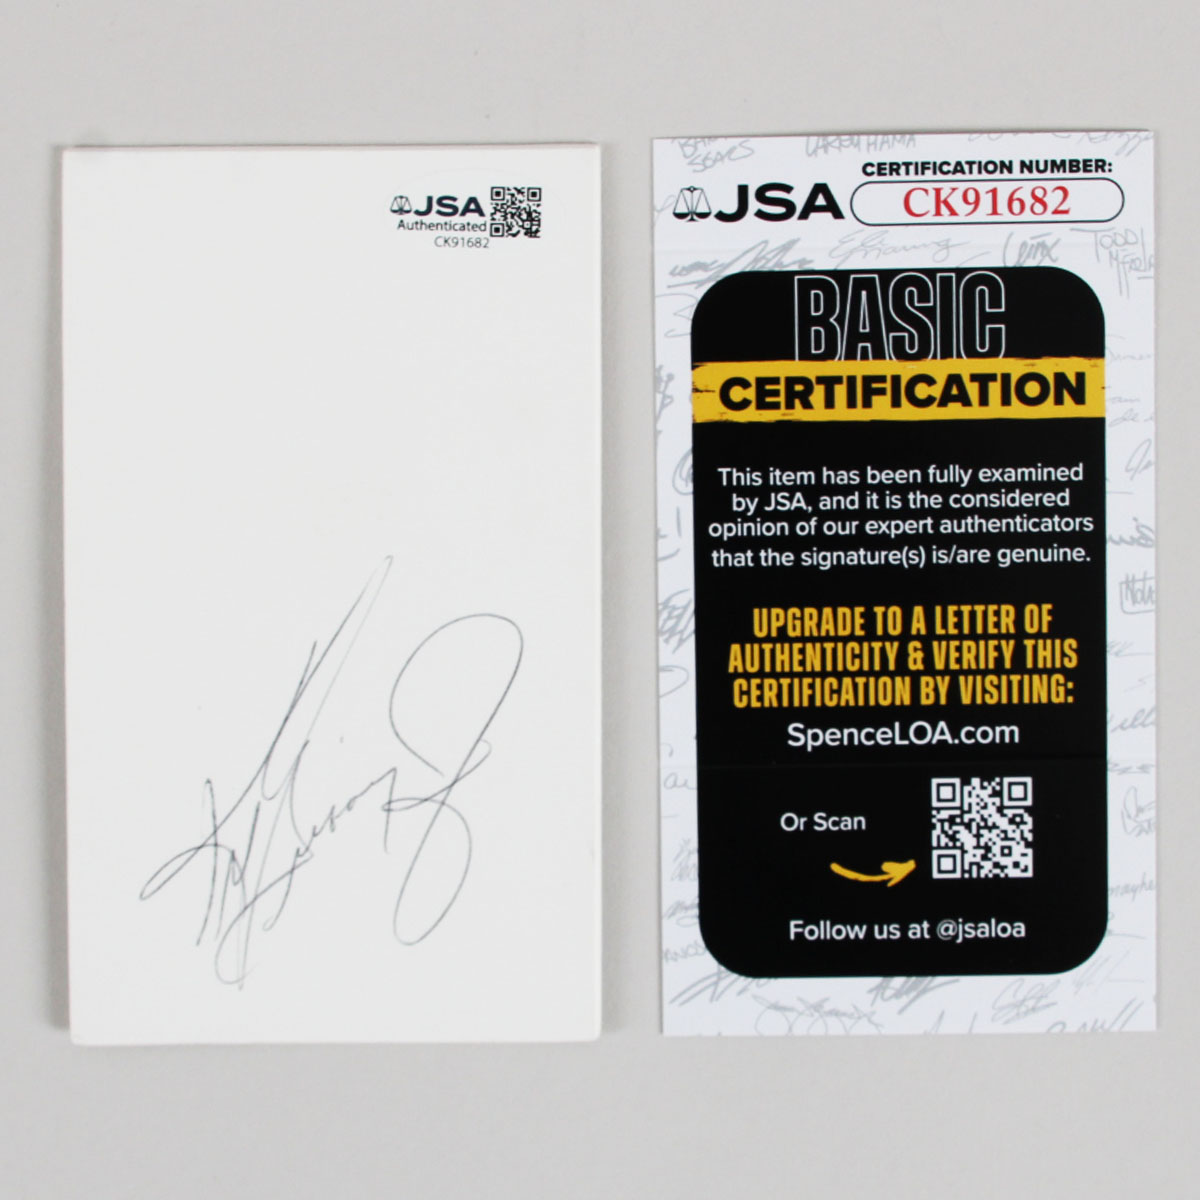 JSA
Authenticated
CK91682
CERTIFICATION NUMBER:
JSA CK91682
BASIC
CERTIFICATION
This item has been fully examined
by JSA, and it is the considered
opinion of our expert authenticators
that the signature(s) is/are genuine.
UPGRADE TO A LETTER OF
AUTHENTICITY & VERIFY THIS
CERTIFICATION BY VISITING:
SpenceLOA.com
Or Scan
Follow us at @jsaloa